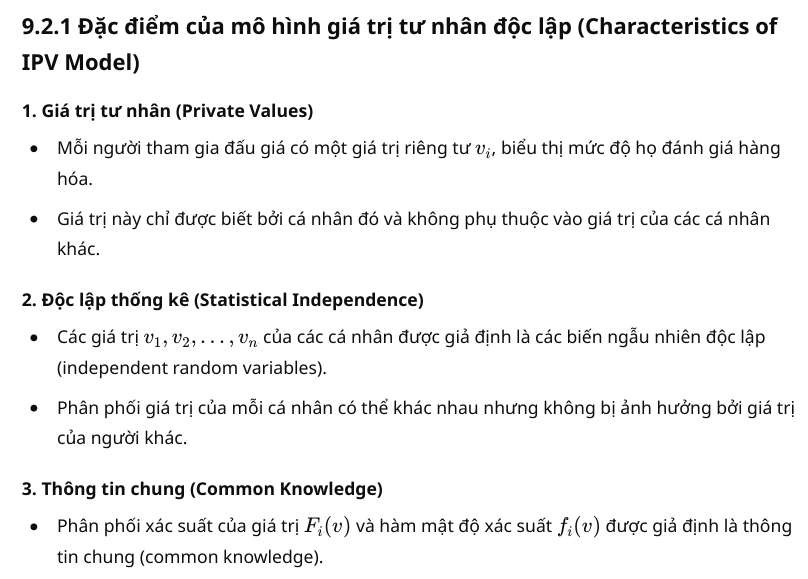 9.2.1 Đặc điểm của mô hình giá trị tư nhân độc lập (Characteristics of
IPV Model)
1. Giá trị tư nhân (Private Values)
• Mỗi người tham gia đấu giá có một giá trị riêng tư v_i, biểu thị mức độ họ đánh giá hàng
hóa.
• Giá trị này chỉ được biết bởi cá nhân đó và không phụ thuộc vào giá trị của các cá nhân
khác.
2. Độc lập thống kê (Statistical Independence)
• Các giá trị v_1, v_2, . . . , v_n của các cá nhân được giả định là các biến ngẫu nhiên độc lập
(independent random variables).
• Phân phối giá trị của mỗi cá nhân có thể khác nhau nhưng không bị ảnh hưởng bởi giá trị
của người khác.
3. Thông tin chung (Common Knowledge)
• Phân phối xác suất của giá trị F_i(v) và hàm mật độ xác suất f_i(v) được giả định là thông
tin chung (common knowledge).